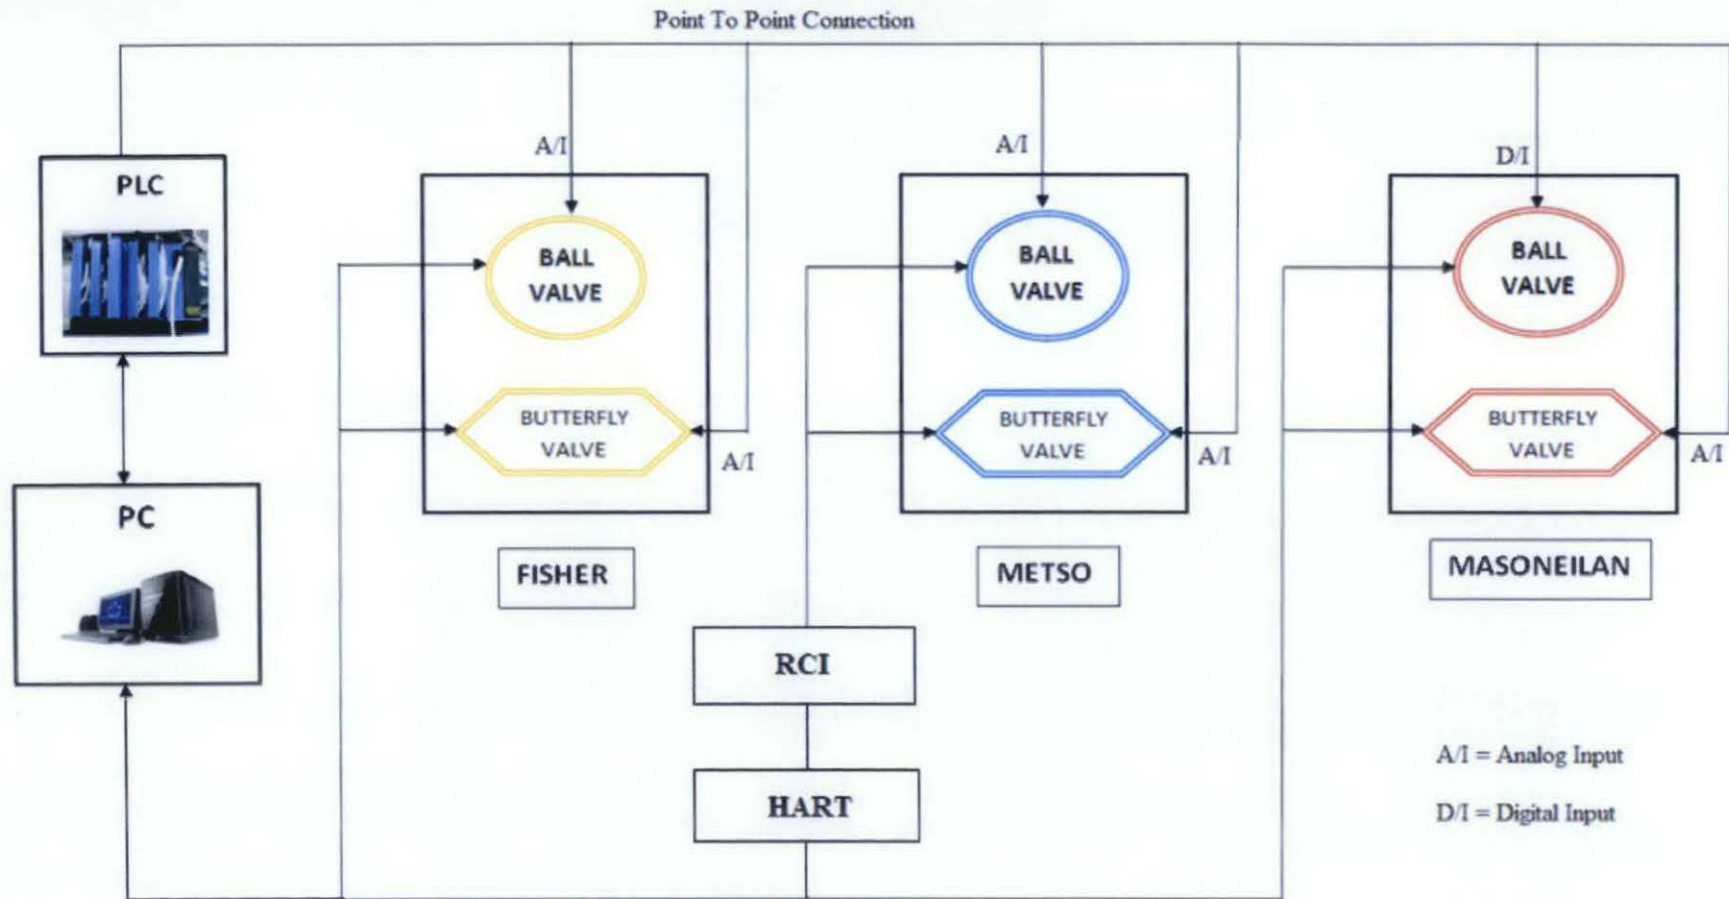 Point To Point Connection
A/I
A/I
D/I
PLC
BALL
VALVE
BALL
VALVE
BALL
VALVE
BUTTERFLY
VALVE
BUTTERFLY
VALVE
BUTTERFLY
VALVE
A/I
A/I
A/I
PC
FISHER
METSO
MASONEILAN
RCI
HART
A/I = Analog Input
D/I = Digital Input